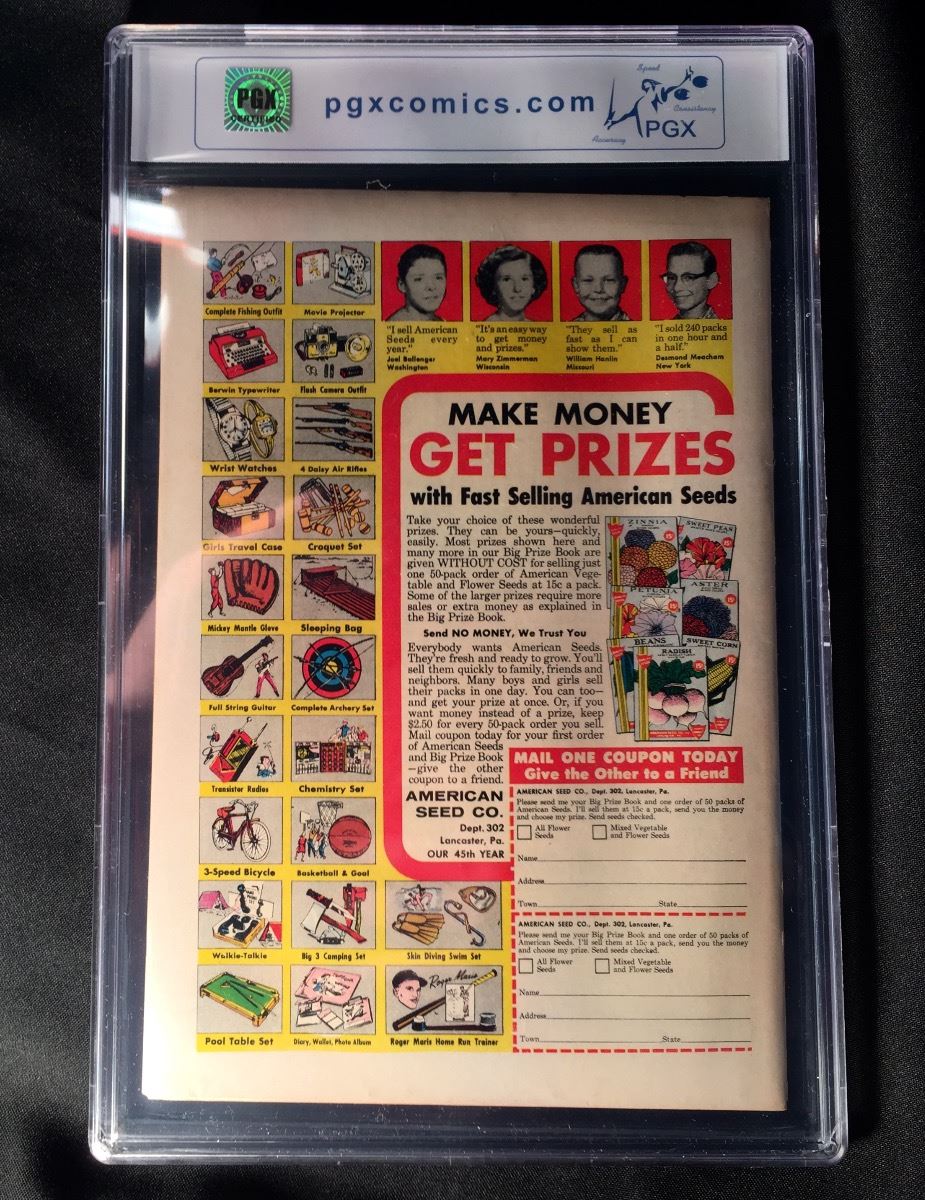 PGX
CERTIFIED
pgxcomics.com
Speed
Consistency
Accuracy
PGX
Complete Fishing Outfit
Movie Projector
Berwin Typewriter
Flash Camera Outfit
Wrist Watches
4 Daisy Air Rifles
Girls Travel Case
Croquet Set
Mickey Mantle Glove
Sleeping Bag
Full String Guitar
Complete Archery Set
Transistor Radios
Chemistry Set
3-Speed Bicycle
Basketball & Goal
Walkie-Talkie
Big 3 Camping Set
Skin Diving Swim Set
Pool Table Set
Diary, Wallet, Photo Album
Roger Maris
Roger Maris Home Run Trainer
"I sell American
Seeds every
year."
Joel Ballenger
Washington
"It's an easy way
to get money
and prizes."
Mary Zimmerman
Wisconsin
"They sell as
fast as I can
show them."
William Hanlin
Missouri
"I sold 240 packs
in one hour and
a half."
Desmond Meacham
New York
MAKE MONEY
GET PRIZES
with Fast Selling American Seeds
Take your choice of these wonderful
prizes. They can be yours—quickly,
easily. Most prizes shown here and
many more in our Big Prize Book are
given WITHOUT COST for selling just
one 50-pack order of American Vege-
table and Flower Seeds at 15c a pack.
Some of the larger prizes require more
sales or extra money as explained in
the Big Prize Book.
Send NO MONEY, We Trust You
Everybody wants American Seeds.
They're fresh and ready to grow. You'll
sell them quickly to family, friends and
neighbors. Many boys and girls sell
their packs in one day. You can too—
and get your prize at once. Or, if you
want money instead of a prize, keep
$2.50 for every 50-pack order you sell.
Mail coupon today for your first order
of American Seeds
and Big Prize Book
—give the other
coupon to a friend.
AMERICAN
SEED CO.
Dept. 302
Lancaster, Pa.
OUR 45th YEAR
ZINNIA
SWEET PEAS
PETUNIA
ASTER
BEANS
SWEET CORN
RADISH
MAIL ONE COUPON TODAY
Give the Other to a Friend
AMERICAN SEED CO., Dept. 302, Lancaster, Pa.
Please send me your Big Prize Book and one order of 50 packs of
American Seeds. I'll sell them at 15c a pack, send you the money
and choose my prize. Send seeds checked.
All Flower
Seeds
Mixed Vegetable
and Flower Seeds
Name
Address
Town State
AMERICAN SEED CO., Dept. 302, Lancaster, Pa.
Please send me your Big Prize Book and one order of 50 packs of
American Seeds. I'll sell them at 15c a pack, send you the money
and choose my prize. Send seeds checked.
All Flower
Seeds
Mixed Vegetable
and Flower Seeds
Name
Address
Town State